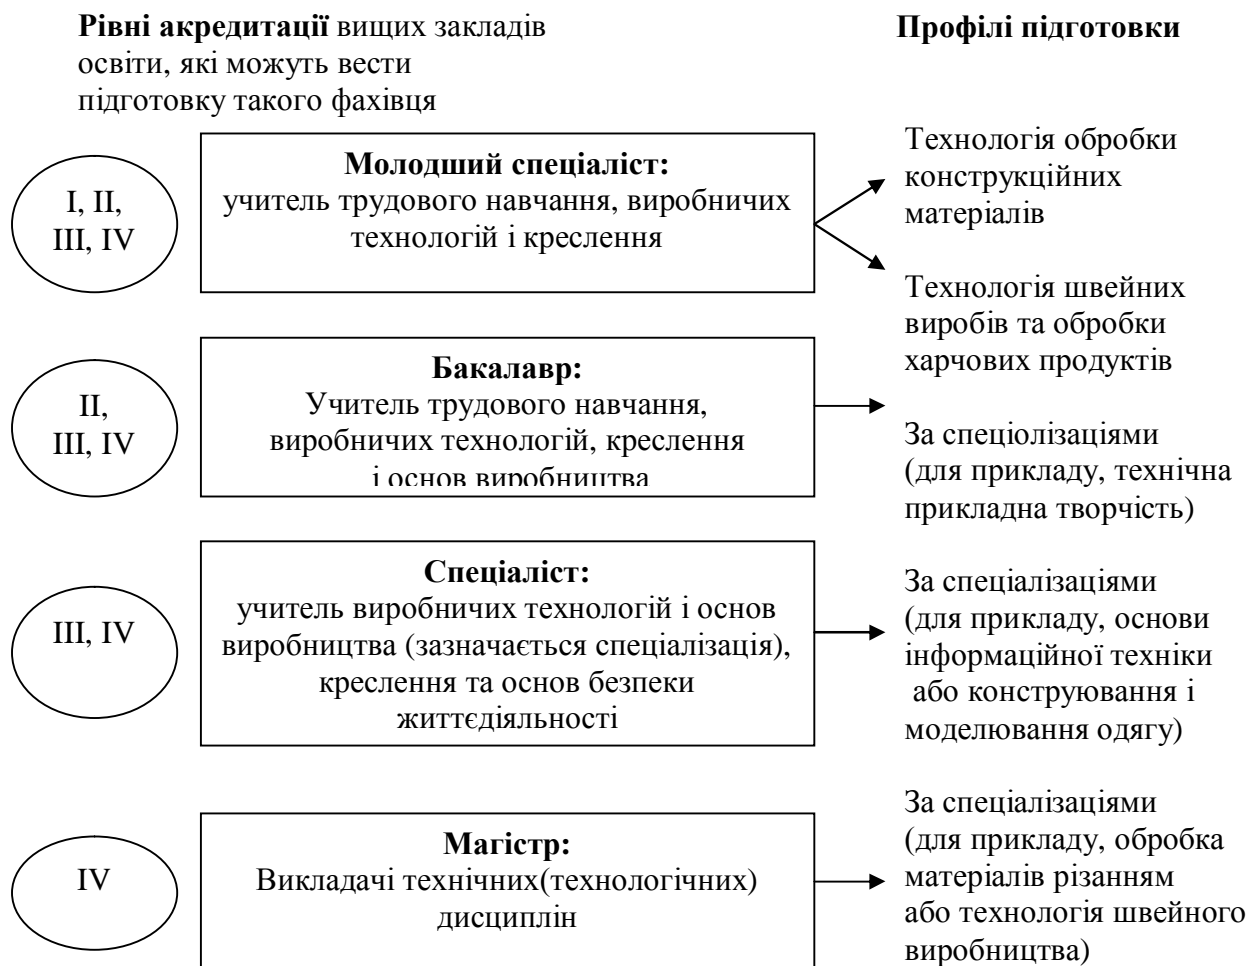 Рівні акредитації вищих закладів
освіти, які можуть вести
підготовку такого фахівця
Профілі підготовки
I, II,
III, IV
Молодший спеціаліст:
учитель трудового навчання, виробничих
технологій і креслення
Технологія обробки
конструкційних
матеріалів
Технологія швейних
виробів та обробки
харчових продуктів
II,
III, IV
Бакалавр:
Учитель трудового навчання,
виробничих технологій, креслення
і основ виробництва
За спеціолізаціями
(для прикладу, технічна
прикладна творчість)
III, IV
Спеціаліст:
учитель виробничих технологій і основ
виробництва (зазначається спеціалізація),
креслення та основ безпеки
життєдіяльності
За спеціалізаціями
(для прикладу, основи
інформаційної техніки
або конструювання і
моделювання одягу)
IV
Магістр:
Викладачі технічних(технологічних)
дисциплін
За спеціалізаціями
(для прикладу, обробка
матеріалів різанням
або технологія швейного
виробництва)